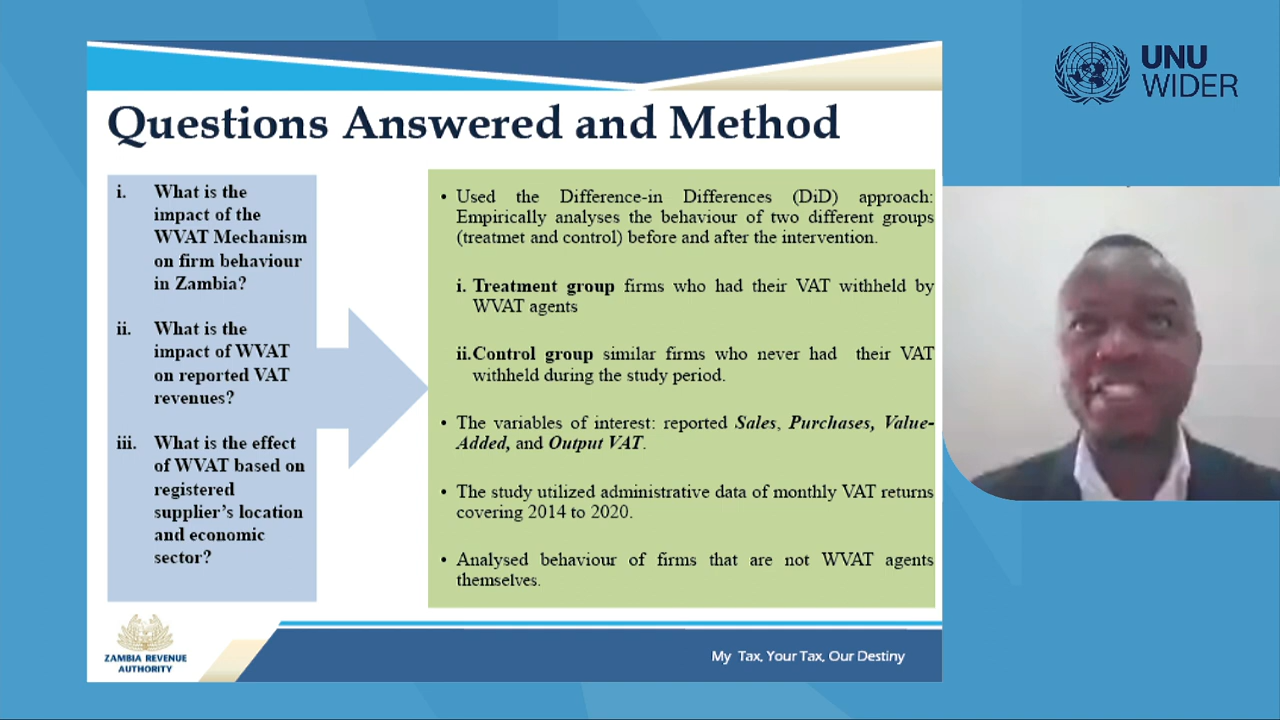 UNU
WIDER
Questions Answered and Method
i. What is the
impact of the
WVAT Mechanism
on firm behaviour
in Zambia?
ii. What is the
impact of WVAT
on reported VAT
revenues?
iii. What is the effect
of WVAT based on
registered
supplier's location
and economic
sector?
• Used the Difference-in Differences (DiD) approach:
Empirically analyses the behaviour of two different groups
(treatmet and control) before and after the intervention.
i. Treatment group firms who had their VAT withheld by
WVAT agents
ii.Control group similar firms who never had their VAT
withheld during the study period.
• The variables of interest: reported Sales, Purchases, Value-
Added, and Output VAT.
• The study utilized administrative data of monthly VAT returns
covering 2014 to 2020.
• Analysed behaviour of firms that are not WVAT agents
themselves.
ZAMBIA REVENUE
AUTHORITY
My Tax, Your Tax, Our Destiny